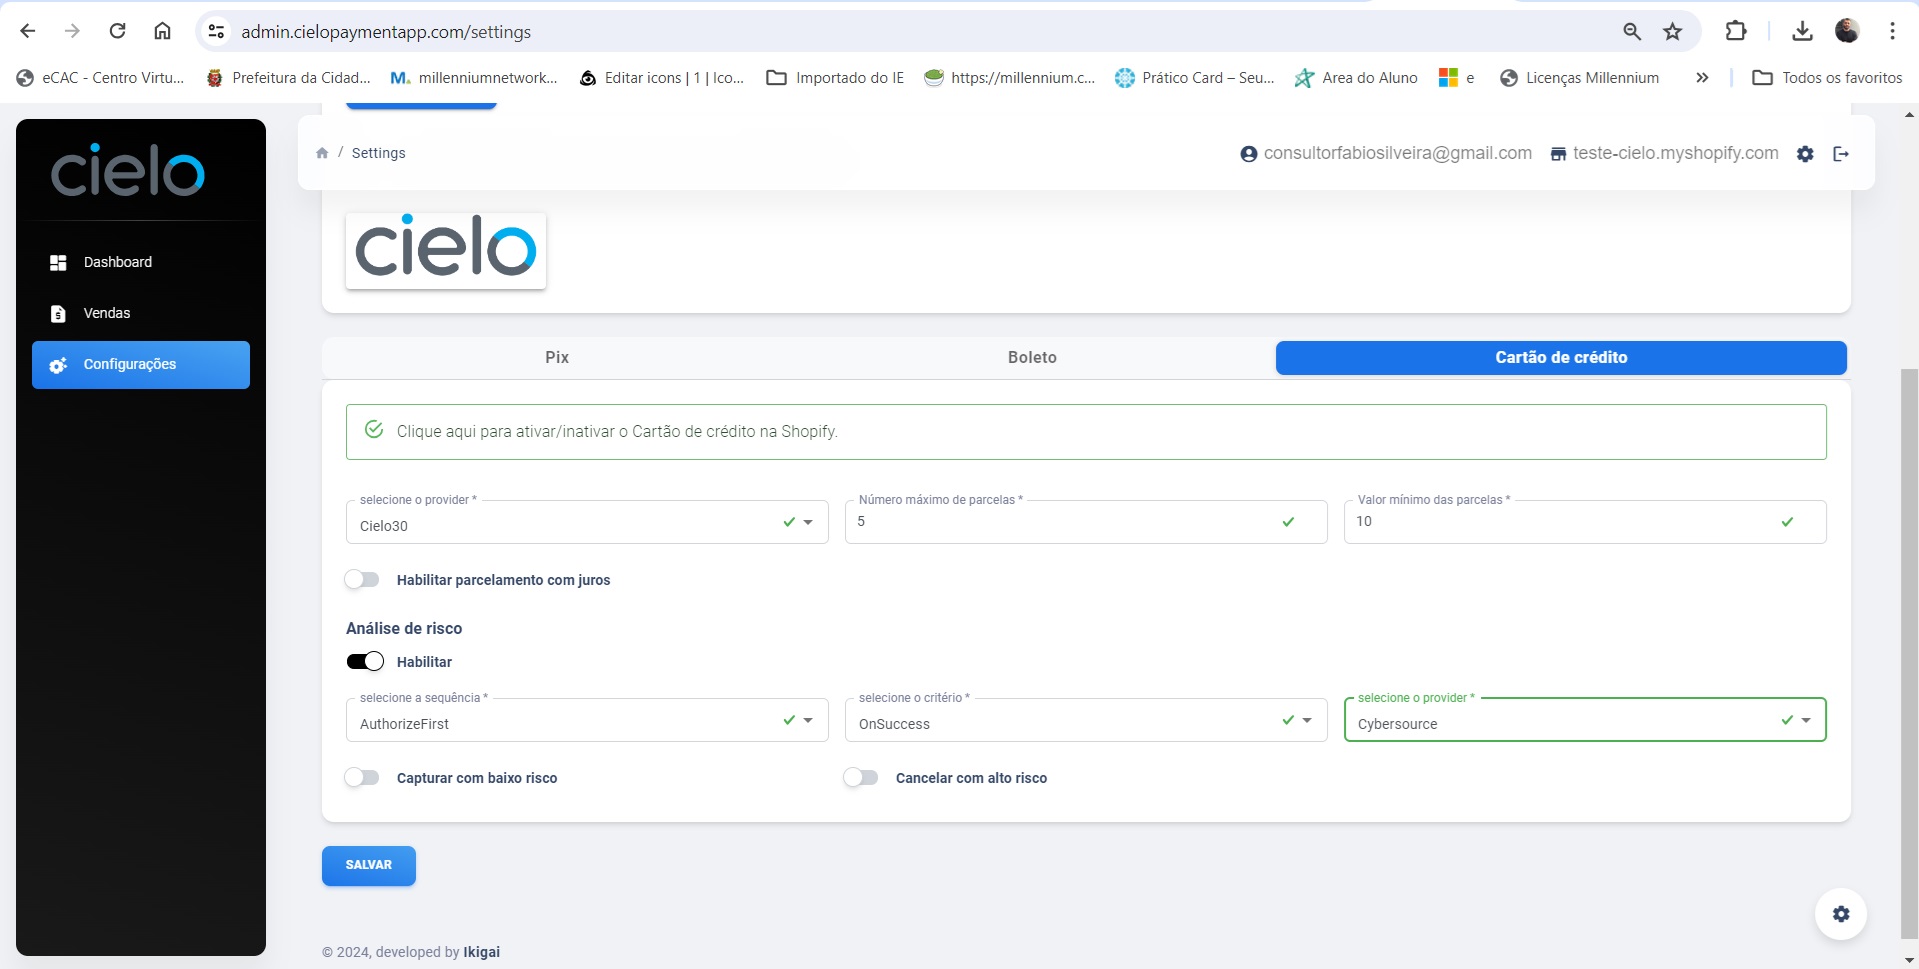 admin.cielopaymentapp.com/settings
eCAC - Centro Virtu...
Prefeitura da Cidad...
M. millenniumnetwork...
Editar icons | 1 | Ico...
Importado do IE
https://millennium.c...
Prático Card – Seu...
Area do Aluno
e
Licenças Millennium
Todos os favoritos
cielo
/ Settings
consultorfabiosilveira@gmail.com
teste-cielo.myshopify.com
cielo
Dashboard
Vendas
Configurações
Pix
Boleto
Cartão de crédito
Clique aqui para ativar/inativar o Cartão de crédito na Shopify.
selecione o provider *
Cielo30
Número máximo de parcelas *
5
Valor mínimo das parcelas *
10
Habilitar parcelamento com juros
Análise de risco
Habilitar
selecione a sequência *
AuthorizeFirst
selecione o critério *
OnSuccess
selecione o provider *
Cybersource
Capturar com baixo risco
Cancelar com alto risco
SALVAR
© 2024, developed by Ikigai